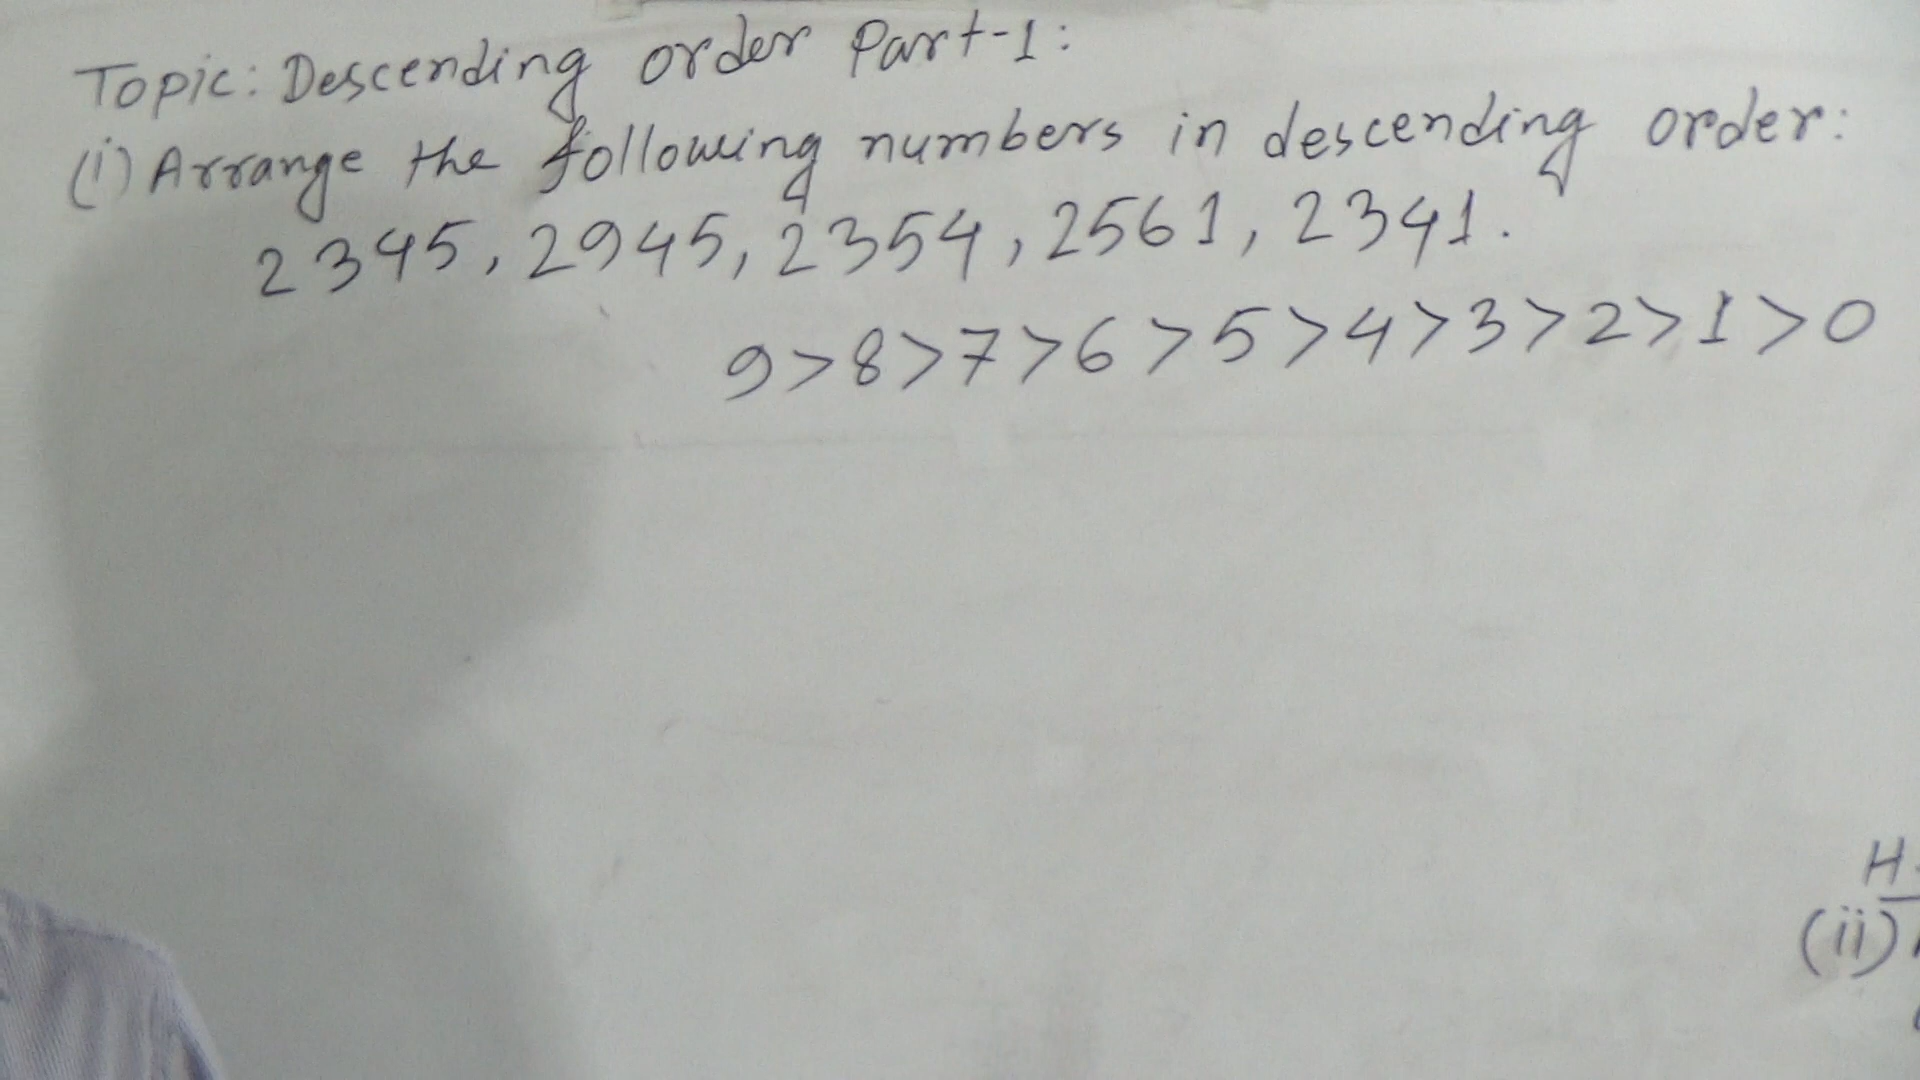 Topic: Descending order Part-1:
(i) Arrange the following numbers in descending order:
2345, 2945, 2354, 2561, 2341.
9>8>7>6>5>4>3>2>1>0
H.
(ii)